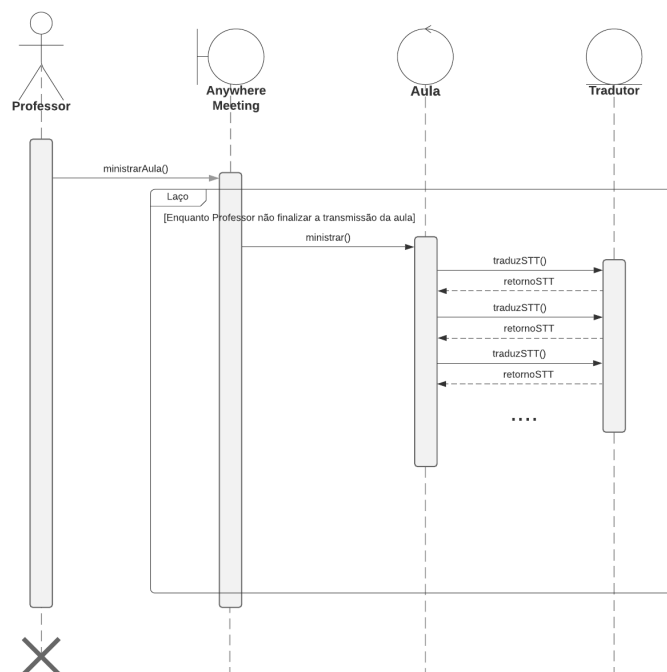 Professor
Anywhere
Meeting
Aula
Tradutor
ministrarAula()
Laço
[Enquanto Professor não finalizar a transmissão da aula]
ministrar()
traduzSTT()
retornoSTT
traduzSTT()
retornoSTT
traduzSTT()
retornoSTT
....